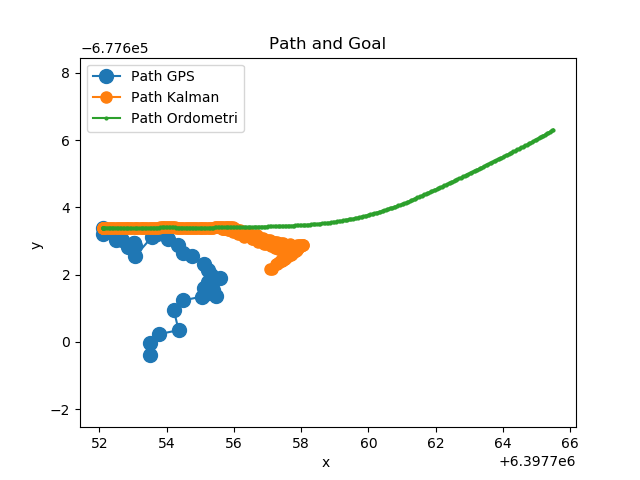 Path and Goal
−6.776e5
Path GPS
Path Kalman
Path Ordometri
8
6
4
2
0
−2
y
52 54 56 58 60 62 64 66
x
+6.3977e6